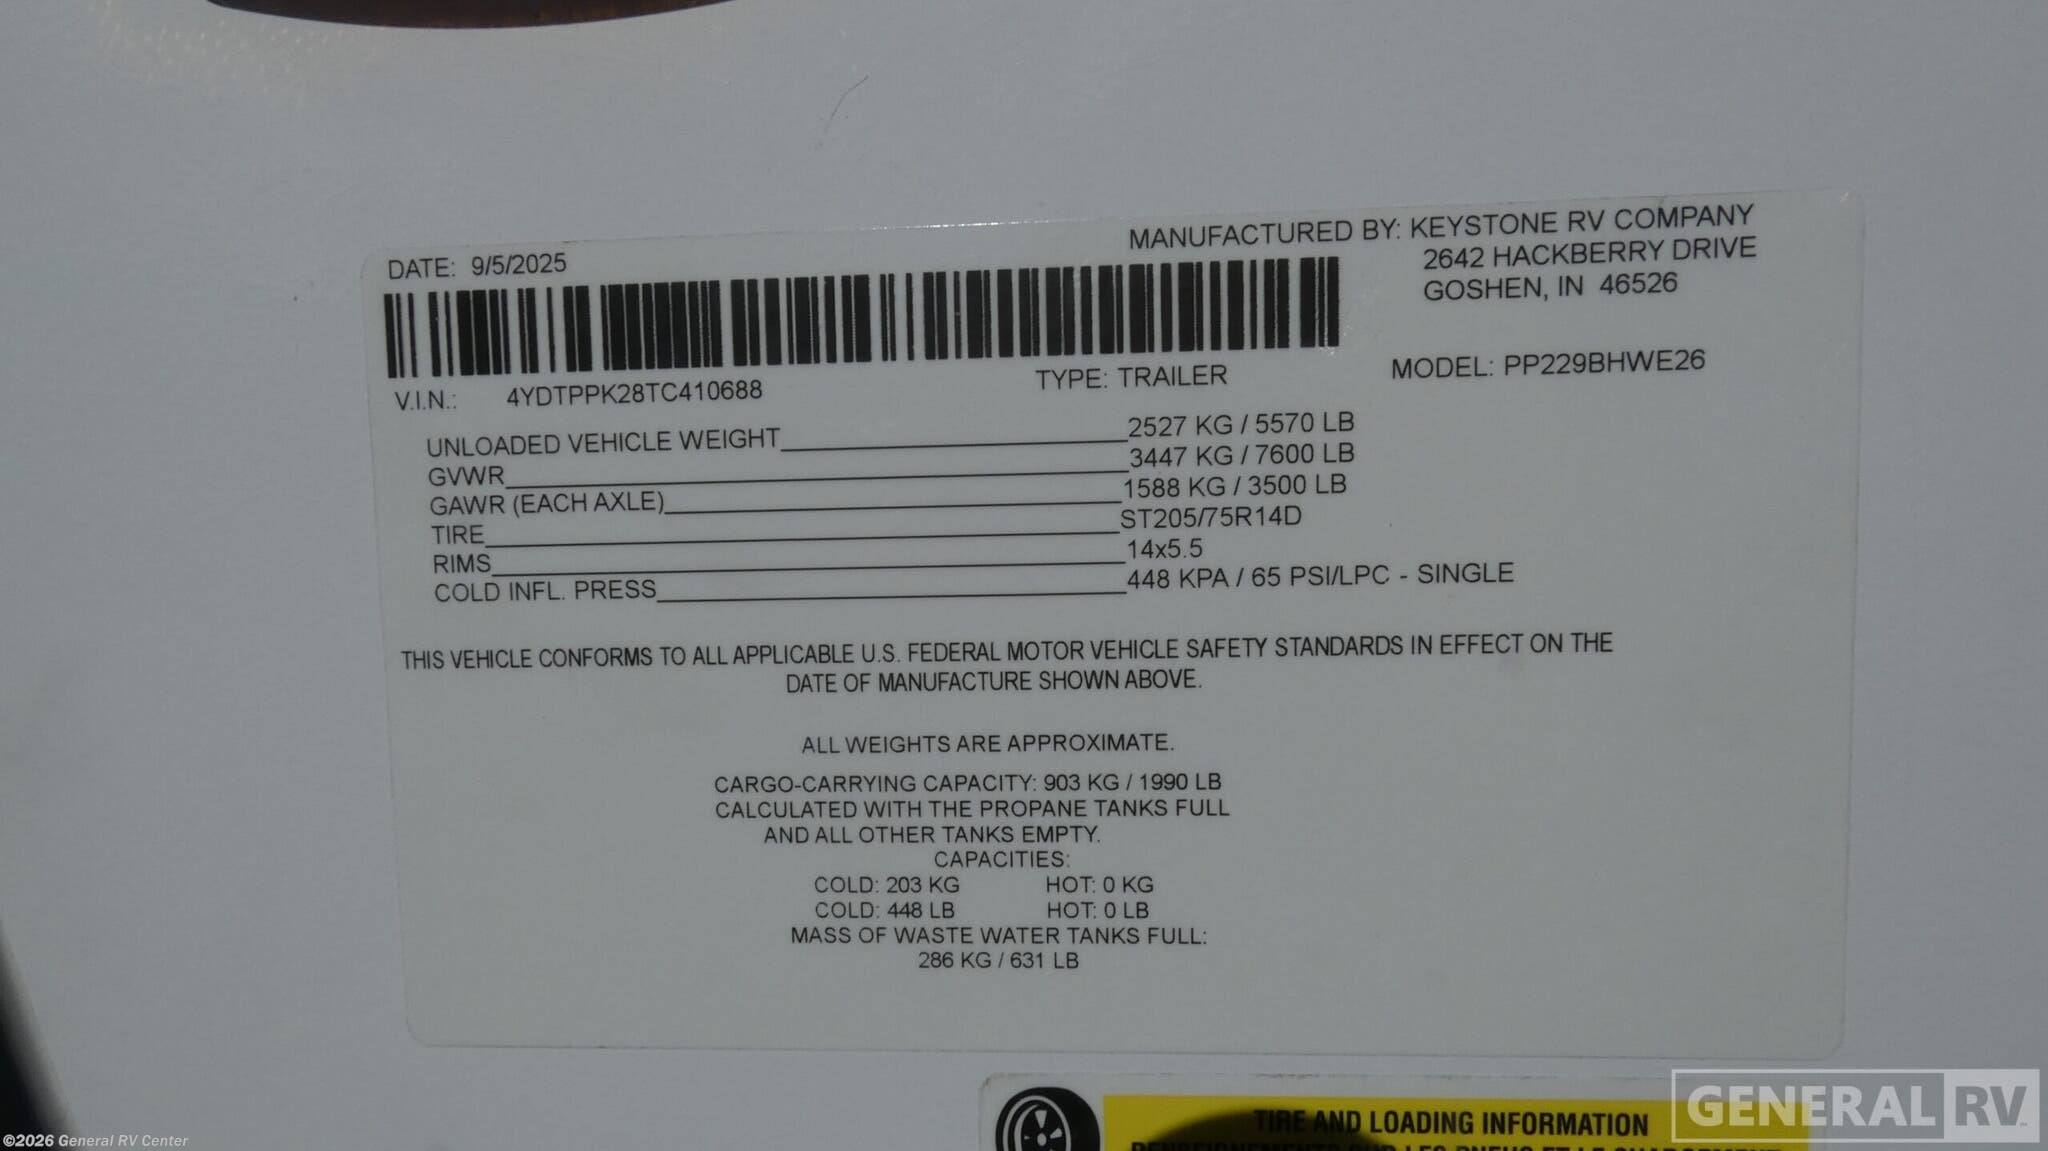 MANUFACTURED BY: KEYSTONE RV COMPANY
2642 HACKBERRY DRIVE
GOSHEN, IN 46526
DATE: 9/5/2025
V.I.N.: 4YDTPPK28TC410688 TYPE: TRAILER MODEL: PP229BHWE26
UNLOADED VEHICLE WEIGHT 2527 KG / 5570 LB
GVWR 3447 KG / 7600 LB
GAWR (EACH AXLE) 1588 KG / 3500 LB
TIRE ST205/75R14D
RIMS 14x5.5
COLD INFL. PRESS 448 KPA / 65 PSI/LPC - SINGLE
THIS VEHICLE CONFORMS TO ALL APPLICABLE U.S. FEDERAL MOTOR VEHICLE SAFETY STANDARDS IN EFFECT ON THE
DATE OF MANUFACTURE SHOWN ABOVE.
ALL WEIGHTS ARE APPROXIMATE.
CARGO-CARRYING CAPACITY: 903 KG / 1990 LB
CALCULATED WITH THE PROPANE TANKS FULL
AND ALL OTHER TANKS EMPTY.
CAPACITIES:
COLD: 203 KG HOT: 0 KG
COLD: 448 LB HOT: 0 LB
MASS OF WASTE WATER TANKS FULL:
286 KG / 631 LB
TIRE AND LOADING INFORMATION
GENERAL RV
©2026 General RV Center